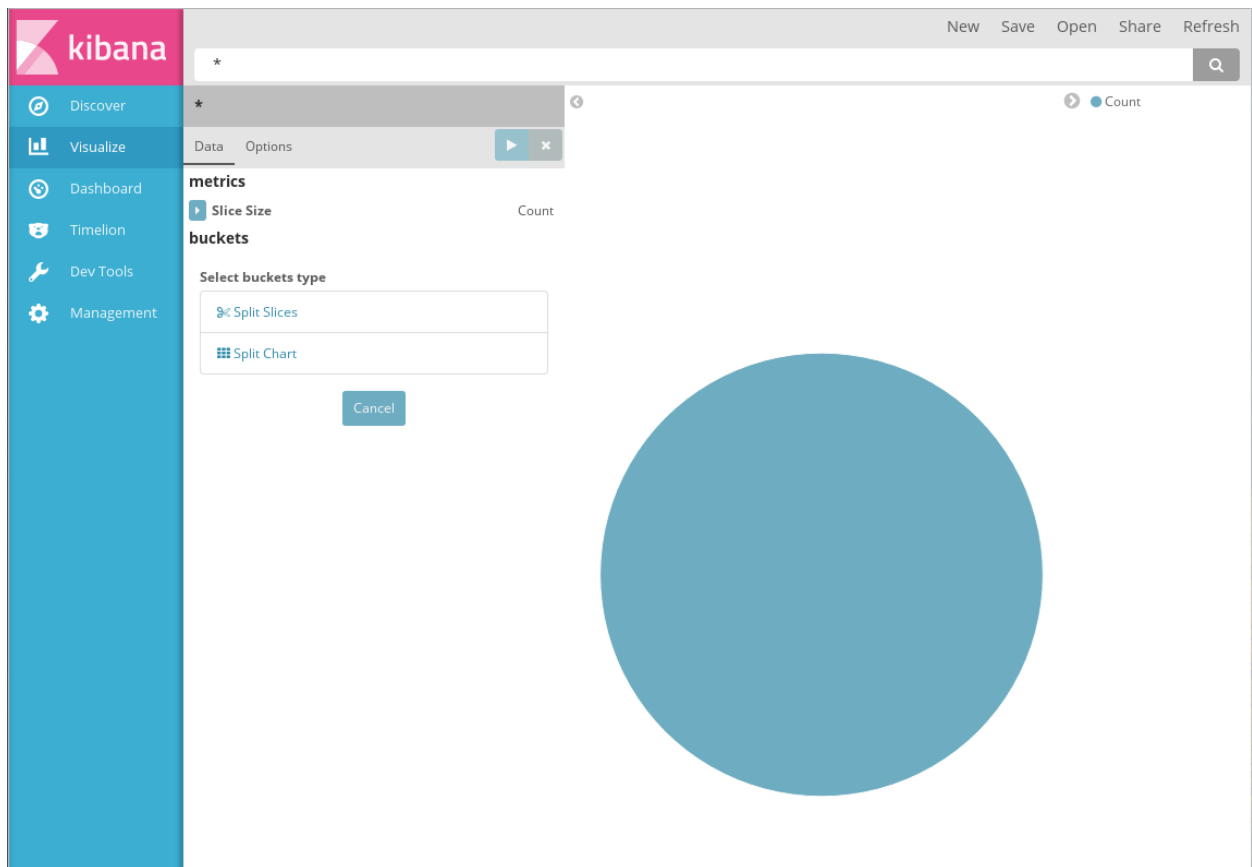 kibana
New Save Open Share Refresh
*
Discover
Visualize
Dashboard
Timelion
Dev Tools
Management
*
Data Options
metrics
Slice Size Count
buckets
Select buckets type
Split Slices
Split Chart
Cancel
Count